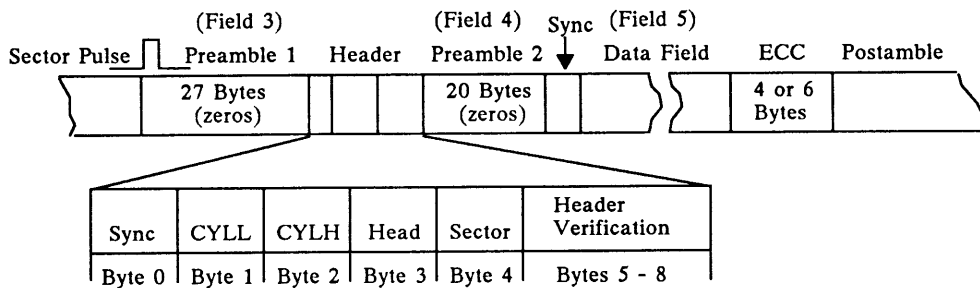 (Field 3) (Field 4) Sync (Field 5)
Sector Pulse Preamble 1 Header Preamble 2 Data Field ECC Postamble
27 Bytes 20 Bytes 4 or 6
(zeros) (zeros) Bytes
Header
Sync CYLL CYLH Head Sector Verification
Byte 0 Byte 1 Byte 2 Byte 3 Byte 4 Bytes 5 - 8